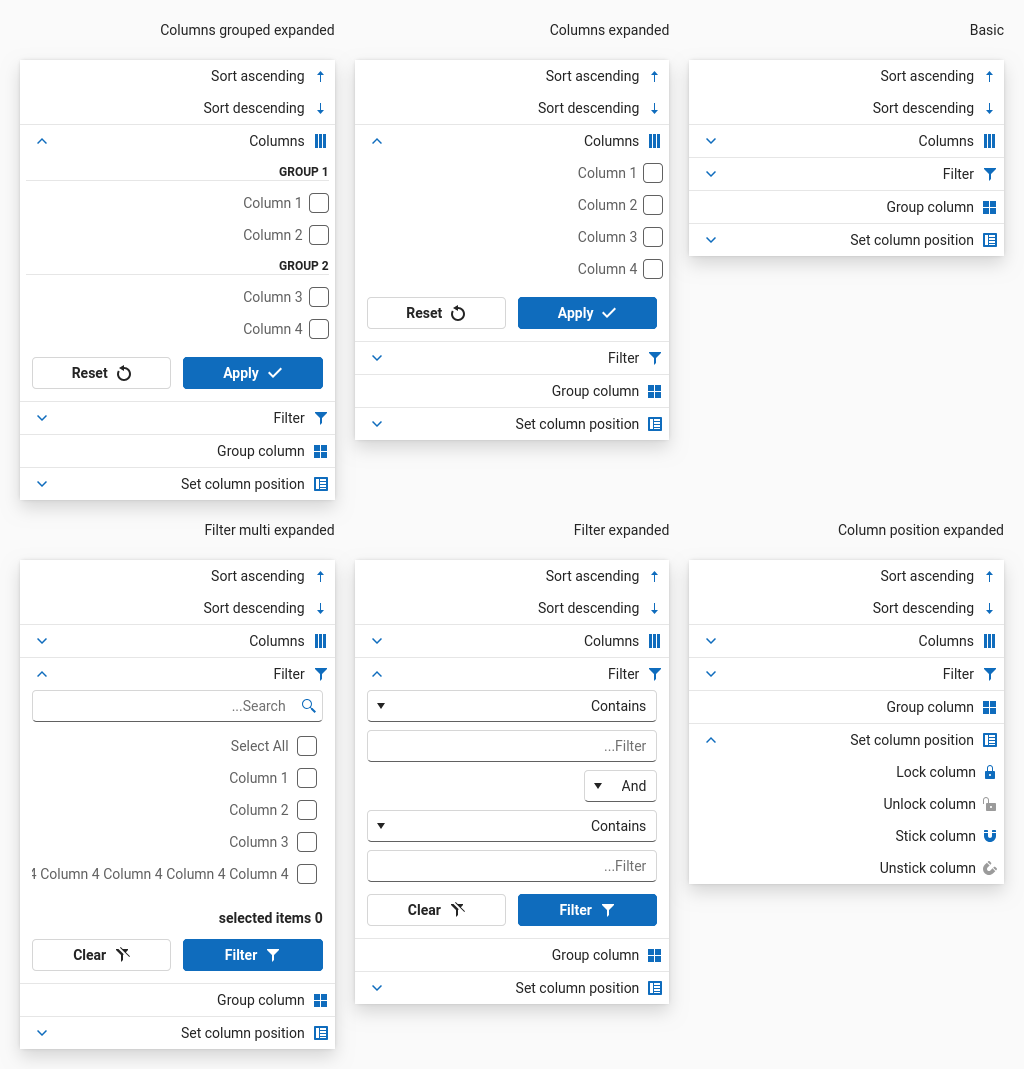 Basic
Sort ascending
Sort descending
Columns
Filter
Group column
Set column position
Columns expanded
Sort ascending
Sort descending
Columns
Column 1
Column 2
Column 3
Column 4
Apply
Reset
Filter
Group column
Set column position
Columns grouped expanded
Sort ascending
Sort descending
Columns
GROUP 1
Column 1
Column 2
GROUP 2
Column 3
Column 4
Apply
Reset
Filter
Group column
Set column position
Column position expanded
Sort ascending
Sort descending
Columns
Filter
Group column
Set column position
Lock column
Unlock column
Stick column
Unstick column
Filter expanded
Sort ascending
Sort descending
Columns
Filter
Contains
...Filter
And
Contains
...Filter
Filter
Clear
Group column
Set column position
Filter multi expanded
Sort ascending
Sort descending
Columns
Filter
...Search
Select All
Column 1
Column 2
Column 3
4 Column 4 Column 4 Column 4 Column 4
selected items 0
Filter
Clear
Group column
Set column position